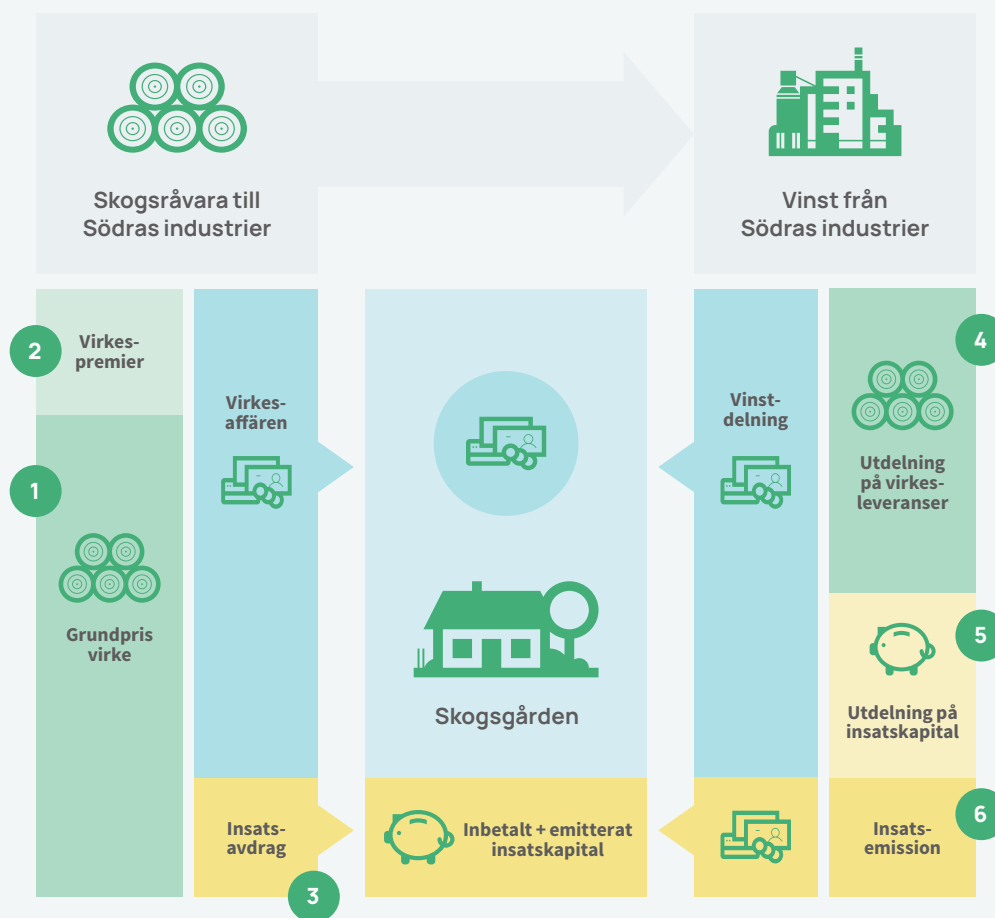 Skogsråvara till
Södras industrier
Vinst från
Södras industrier
2
Virkes-
premier
1
Grundpris
virke
Virkes-
affären
Insats-
avdrag
3
Skogsgården
Inbetalt + emitterat
insatskapital
Vinst-
delning
4
Utdelning
på virkes-
leveranser
5
Utdelning på
insatskapital
6
Insats-
emission